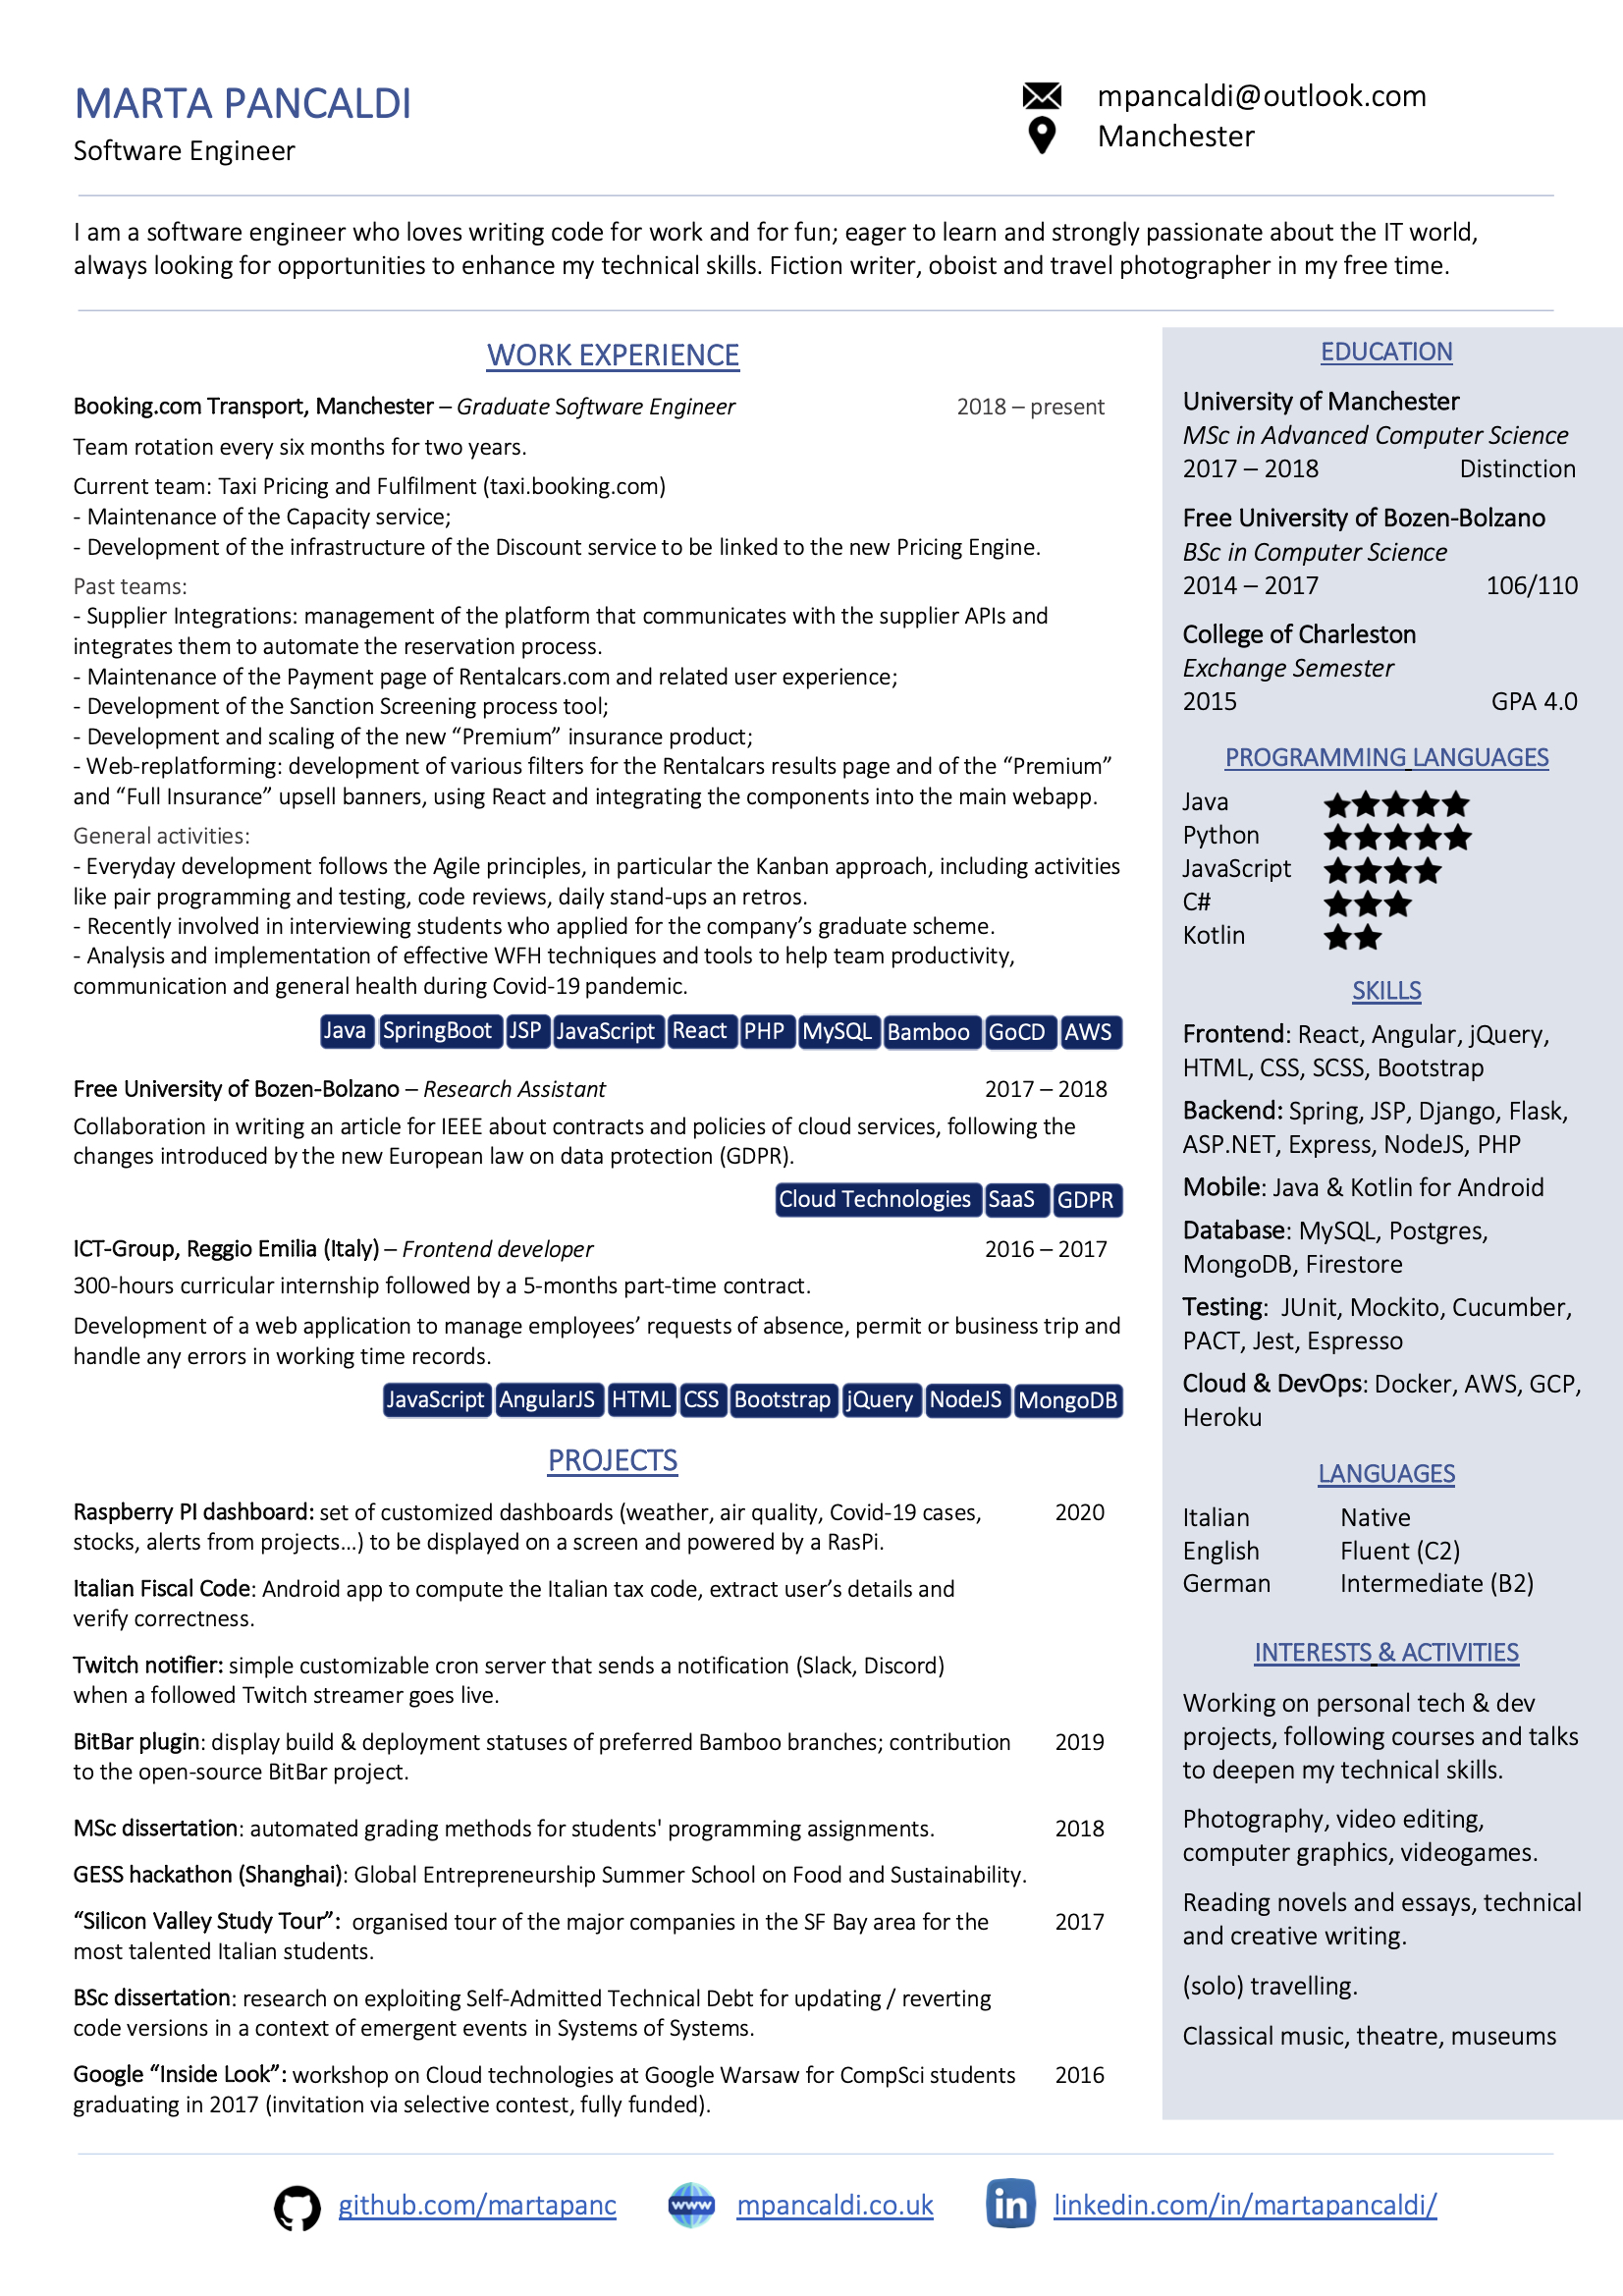 MARTA PANCALDI
Software Engineer
mpancaldi@outlook.com
Manchester
I am a software engineer who loves writing code for work and for fun; eager to learn and strongly passionate about the IT world,
always looking for opportunities to enhance my technical skills. Fiction writer, oboist and travel photographer in my free time.
WORK EXPERIENCE
Booking.com Transport, Manchester – Graduate Software Engineer 2018 – present
Team rotation every six months for two years.
Current team: Taxi Pricing and Fulfilment (taxi.booking.com)
- Maintenance of the Capacity service;
- Development of the infrastructure of the Discount service to be linked to the new Pricing Engine.
Past teams:
- Supplier Integrations: management of the platform that communicates with the supplier APIs and
integrates them to automate the reservation process.
- Maintenance of the Payment page of Rentalcars.com and related user experience;
- Development of the Sanction Screening process tool;
- Development and scaling of the new “Premium” insurance product;
- Web-replatforming: development of various filters for the Rentalcars results page and of the “Premium”
and “Full Insurance” upsell banners, using React and integrating the components into the main webapp.
General activities:
- Everyday development follows the Agile principles, in particular the Kanban approach, including activities
like pair programming and testing, code reviews, daily stand-ups an retros.
- Recently involved in interviewing students who applied for the company’s graduate scheme.
- Analysis and implementation of effective WFH techniques and tools to help team productivity,
communication and general health during Covid-19 pandemic.
Java SpringBoot JSP JavaScript React PHP MySQL Bamboo GoCD AWS
Free University of Bozen-Bolzano – Research Assistant 2017 – 2018
Collaboration in writing an article for IEEE about contracts and policies of cloud services, following the
changes introduced by the new European law on data protection (GDPR).
Cloud Technologies SaaS GDPR
ICT-Group, Reggio Emilia (Italy) – Frontend developer 2016 – 2017
300-hours curricular internship followed by a 5-months part-time contract.
Development of a web application to manage employees’ requests of absence, permit or business trip and
handle any errors in working time records.
JavaScript AngularJS HTML CSS Bootstrap jQuery NodeJS MongoDB
PROJECTS
Raspberry PI dashboard: set of customized dashboards (weather, air quality, Covid-19 cases, 2020
stocks, alerts from projects...) to be displayed on a screen and powered by a RasPi.
Italian Fiscal Code: Android app to compute the Italian tax code, extract user’s details and
verify correctness.
Twitch notifier: simple customizable cron server that sends a notification (Slack, Discord)
when a followed Twitch streamer goes live.
BitBar plugin: display build & deployment statuses of preferred Bamboo branches; contribution 2019
to the open-source BitBar project.
MSc dissertation: automated grading methods for students' programming assignments. 2018
GESS hackathon (Shanghai): Global Entrepreneurship Summer School on Food and Sustainability.
“Silicon Valley Study Tour”: organised tour of the major companies in the SF Bay area for the 2017
most talented Italian students.
BSc dissertation: research on exploiting Self-Admitted Technical Debt for updating / reverting
code versions in a context of emergent events in Systems of Systems.
Google “Inside Look”: workshop on Cloud technologies at Google Warsaw for CompSci students 2016
graduating in 2017 (invitation via selective contest, fully funded).
EDUCATION
University of Manchester
MSc in Advanced Computer Science
2017 – 2018 Distinction
Free University of Bozen-Bolzano
BSc in Computer Science
2014 – 2017 106/110
College of Charleston
Exchange Semester
2015 GPA 4.0
PROGRAMMING LANGUAGES
Java
Python
JavaScript
C#
Kotlin
SKILLS
Frontend: React, Angular, jQuery,
HTML, CSS, SCSS, Bootstrap
Backend: Spring, JSP, Django, Flask,
ASP.NET, Express, NodeJS, PHP
Mobile: Java & Kotlin for Android
Database: MySQL, Postgres,
MongoDB, Firestore
Testing: JUnit, Mockito, Cucumber,
PACT, Jest, Espresso
Cloud & DevOps: Docker, AWS, GCP,
Heroku
LANGUAGES
Italian Native
English Fluent (C2)
German Intermediate (B2)
INTERESTS & ACTIVITIES
Working on personal tech & dev
projects, following courses and talks
to deepen my technical skills.
Photography, video editing,
computer graphics, videogames.
Reading novels and essays, technical
and creative writing.
(solo) travelling.
Classical music, theatre, museums
github.com/martapanc
www
mpancaldi.co.uk
in
linkedin.com/in/martapancaldi/